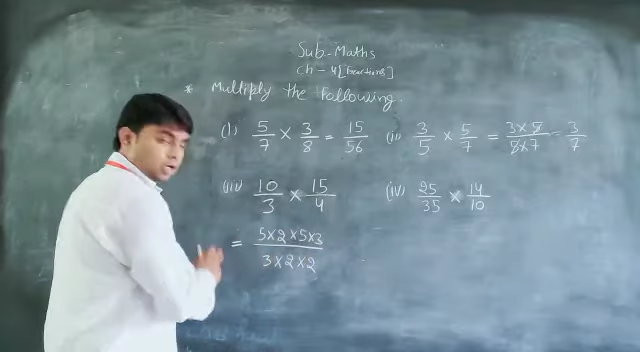 Sub-Maths
Ch-4[Fractions]
* Multiply the following.
(i) 5/7 × 3/8 = 15/56 (ii) 3/5 × 5/7 = 3×5/5×7 = 3/7
(iii) 10/3 × 15/4 (iv) 25/35 × 14/10
= 5×2×5×3/3×2×2